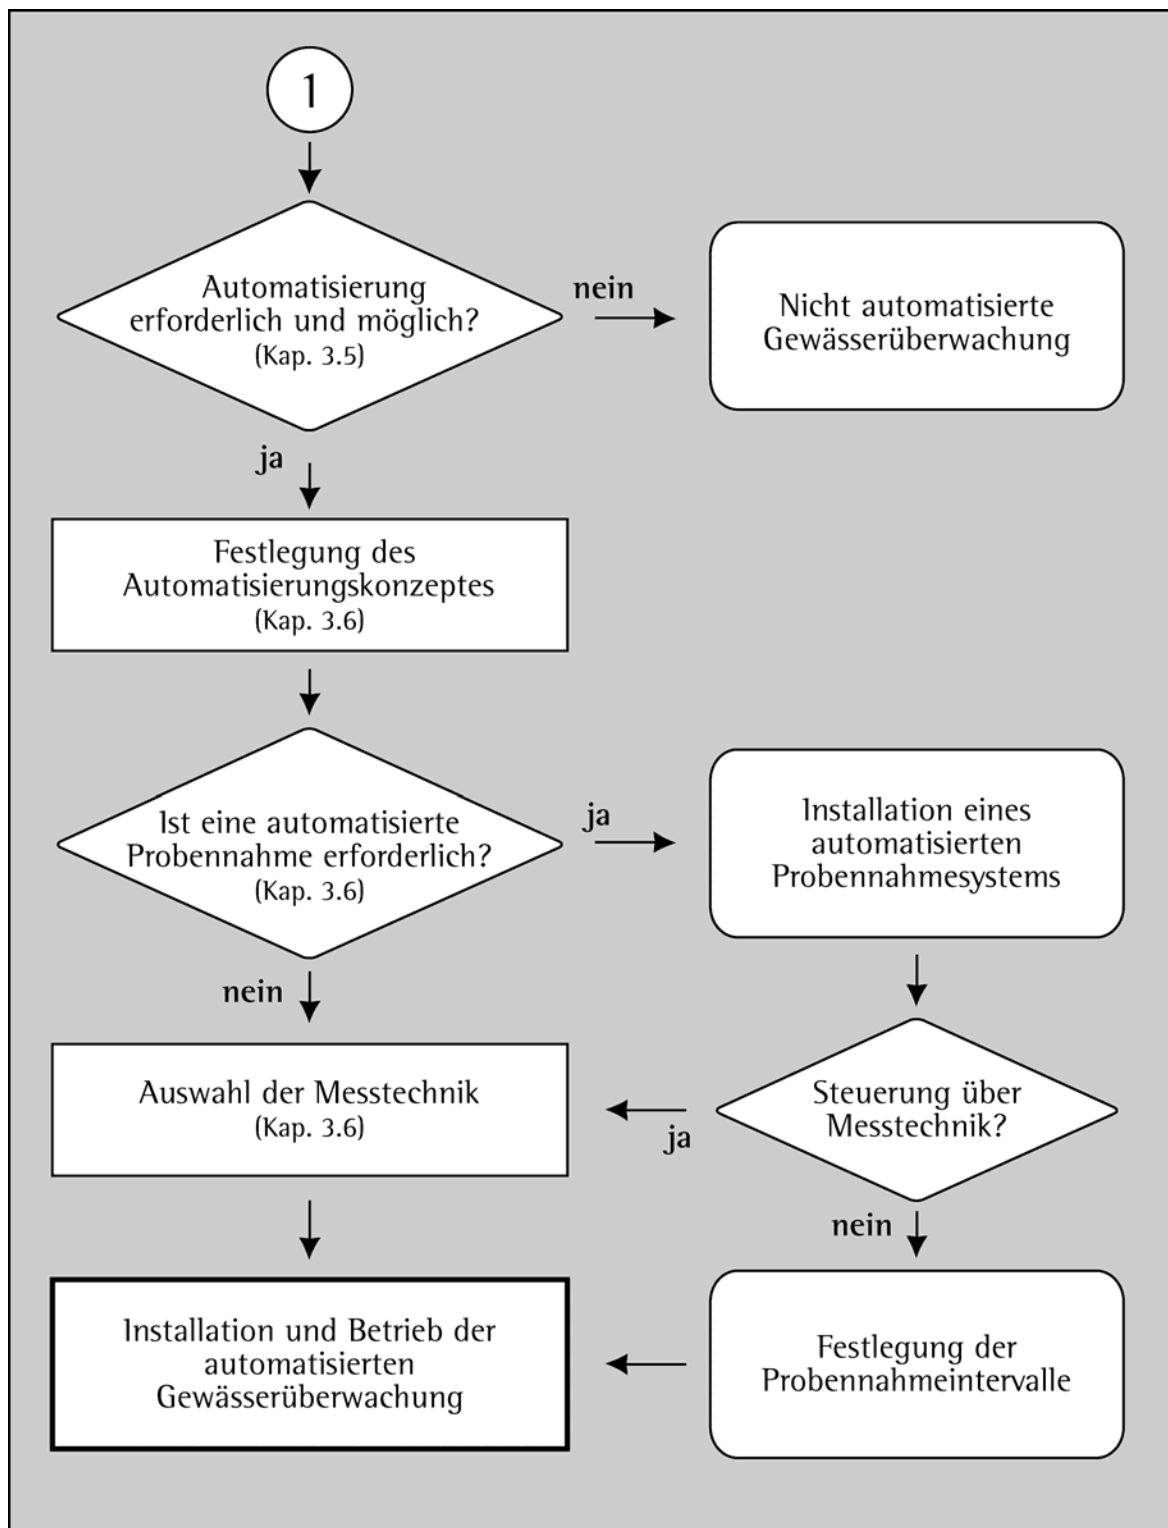 1
Automatisierung
erforderlich und möglich?
(Kap. 3.5)
nein
Nicht automatisierte
Gewässerüberwachung
ja
Festlegung des
Automatisierungskonzeptes
(Kap. 3.6)
Ist eine automatisierte
Probennahme erforderlich?
(Kap. 3.6)
ja
Installation eines
automatisierten
Probennahmesystems
nein
Auswahl der Messtechnik
(Kap. 3.6)
ja
Steuerung über
Messtechnik?
nein
Installation und Betrieb der
automatisierten
Gewässerüberwachung
Festlegung der
Probennahmeintervalle